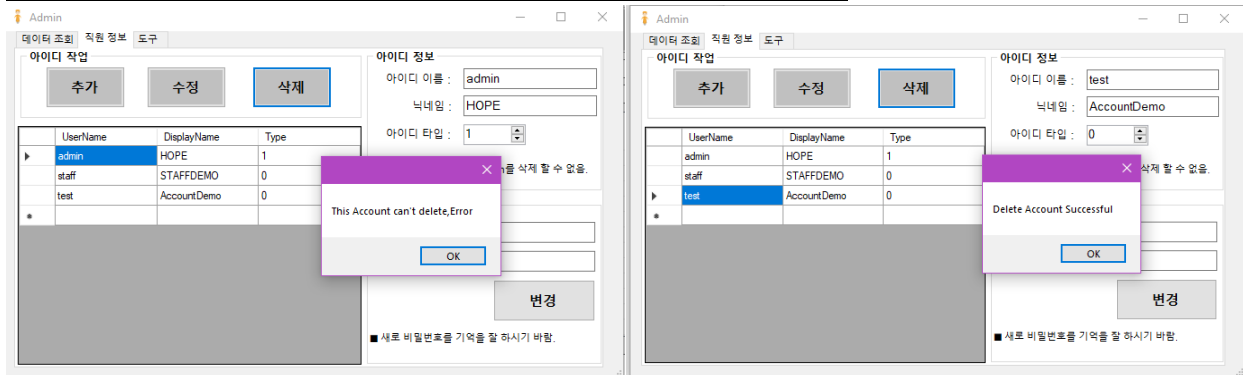 Admin
데이터 조회 직원 정보 도구
아이디 작업
추가 수정 삭제
UserName DisplayName Type
admin HOPE 1
staff STAFFDEMO 0
test AccountDemo 0
아이디 정보
아이디 이름 : admin
닉네임 : HOPE
아이디 타입 : 1
를 삭제 할 수 없음.
This Account can't delete,Error
OK
변경
■ 새로 비밀번호를 기억을 잘 하시기 바람.
Admin
데이터 조회 직원 정보 도구
아이디 작업
추가 수정 삭제
UserName DisplayName Type
admin HOPE 1
staff STAFFDEMO 0
test AccountDemo 0
아이디 정보
아이디 이름 : test
닉네임 : AccountDemo
아이디 타입 : 0
삭제 할 수 없음.
Delete Account Successful
OK
변경
■ 새로 비밀번호를 기억을 잘 하시기 바람.